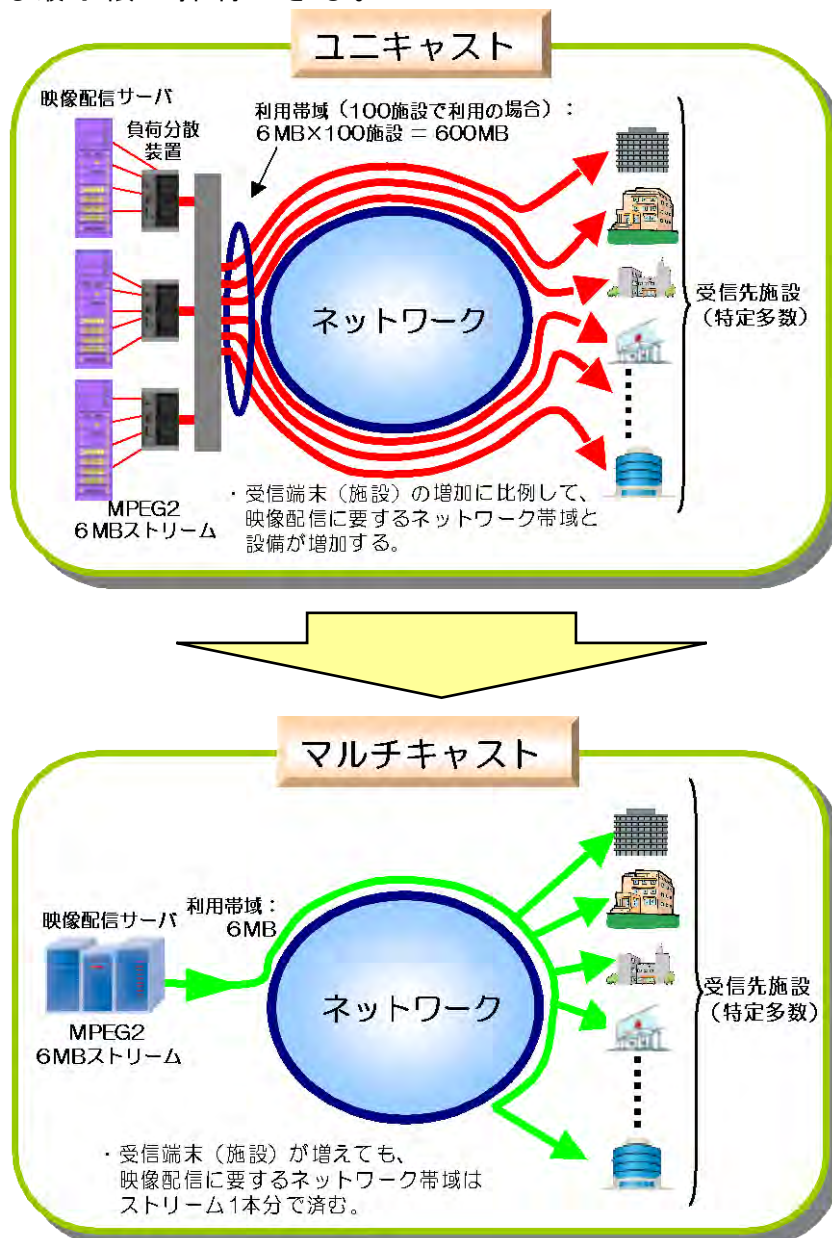 ユニキャスト
映像配信サーバ
負荷分散
装置
利用帯域（100施設で利用の場合）：
6MB×100施設 = 600MB
ネットワーク
受信先施設
（特定多数）
MPEG2
6MBストリーム
・受信端末（施設）の増加に比例して、
映像配信に要するネットワーク帯域と
設備が増加する。
マルチキャスト
映像配信サーバ
利用帯域：
6MB
ネットワーク
受信先施設
（特定多数）
MPEG2
6MBストリーム
・受信端末（施設）が増えても、
映像配信に要するネットワーク帯域は
ストリーム1本分で済む。